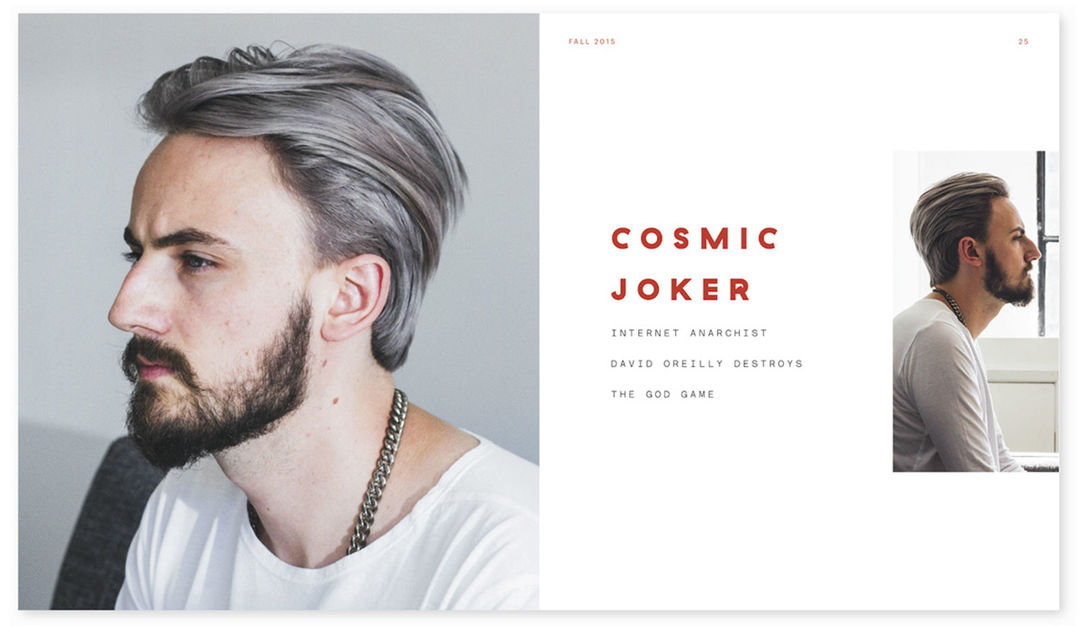 FALL 2015
25
COSMIC
JOKER
INTERNET ANARCHIST
DAVID OREILLY DESTROYS
THE GOD GAME